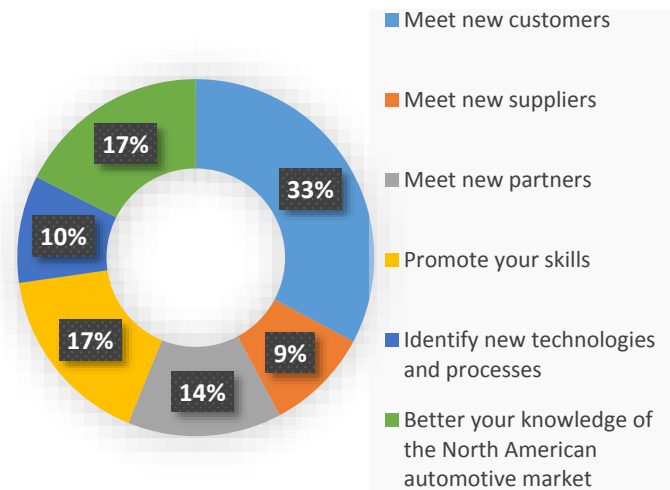 Meet new customers
Meet new suppliers
Meet new partners
Promote your skills
Identify new technologies
and processes
Better your knowledge of
the North American
automotive market
33%
9%
14%
17%
10%
17%